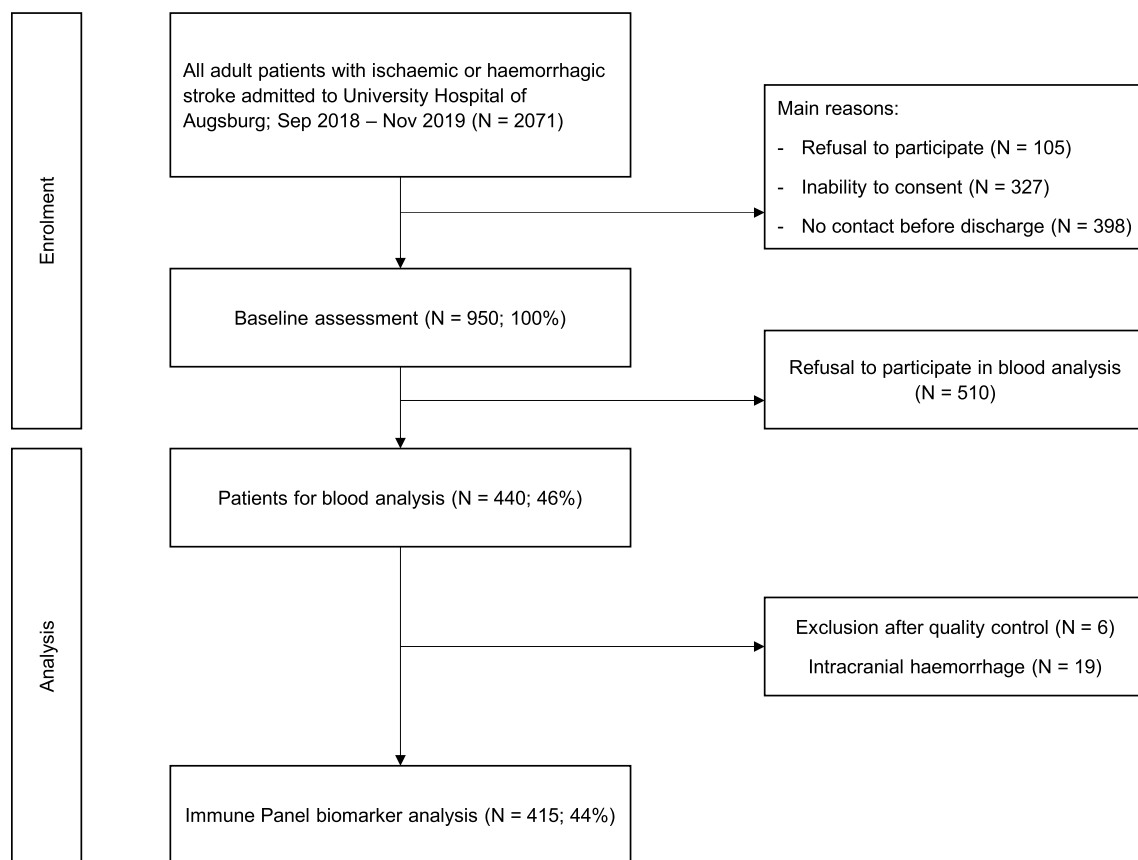 Enrolment
All adult patients with ischaemic or haemorrhagic
stroke admitted to University Hospital of
Augsburg; Sep 2018 – Nov 2019 (N = 2071)
Main reasons:
- Refusal to participate (N = 105)
- Inability to consent (N = 327)
- No contact before discharge (N = 398)
Baseline assessment (N = 950; 100%)
Refusal to participate in blood analysis
(N = 510)
Analysis
Patients for blood analysis (N = 440; 46%)
Exclusion after quality control (N = 6)
Intracranial haemorrhage (N = 19)
Immune Panel biomarker analysis (N = 415; 44%)